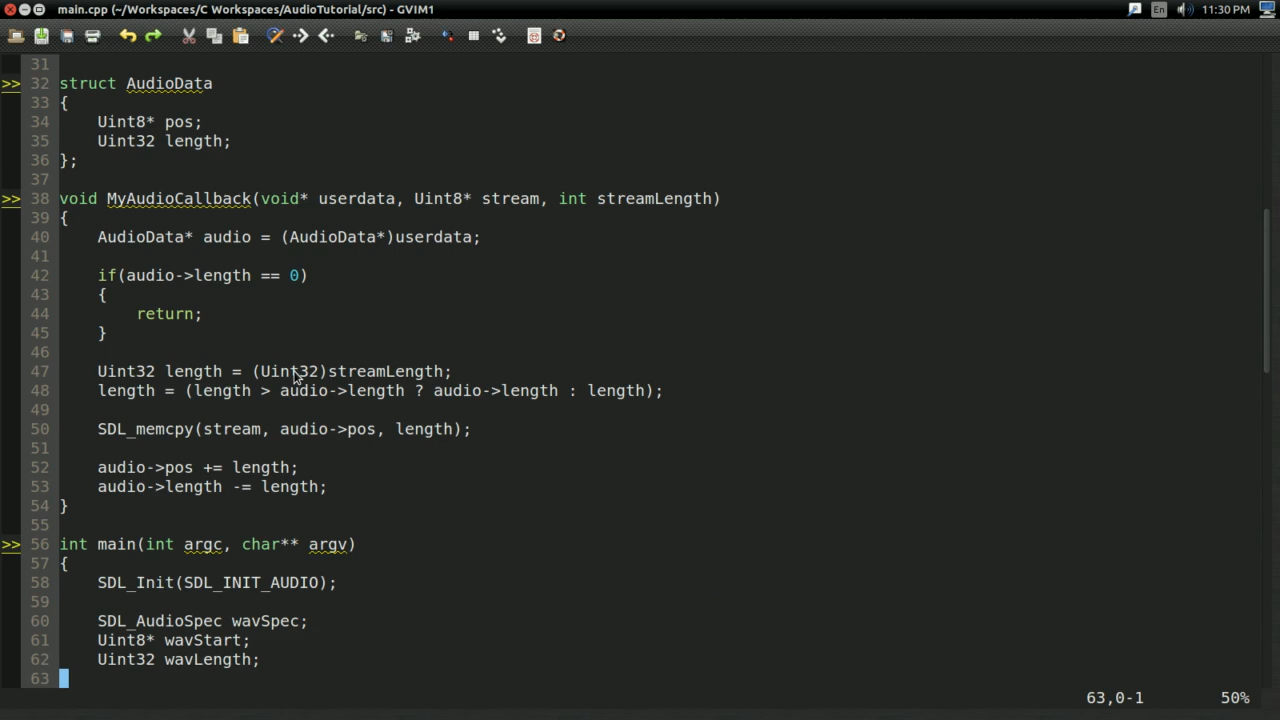 main.cpp (~/Workspaces/C Workspaces/AudioTutorial/src) - GVIM1
En 11:30 PM
31
>> 32 struct AudioData
33 {
34     Uint8* pos;
35     Uint32 length;
36 };
37
>> 38 void MyAudioCallback(void* userdata, Uint8* stream, int streamLength)
39 {
40     AudioData* audio = (AudioData*)userdata;
41
42     if(audio->length == 0)
43     {
44         return;
45     }
46
47     Uint32 length = (Uint32)streamLength;
48     length = (length > audio->length ? audio->length : length);
49
50     SDL_memcpy(stream, audio->pos, length);
51
52     audio->pos += length;
53     audio->length -= length;
54 }
55
>> 56 int main(int argc, char** argv)
57 {
58     SDL_Init(SDL_INIT_AUDIO);
59
60     SDL_AudioSpec wavSpec;
61     Uint8* wavStart;
62     Uint32 wavLength;
63
63,0-1 50%